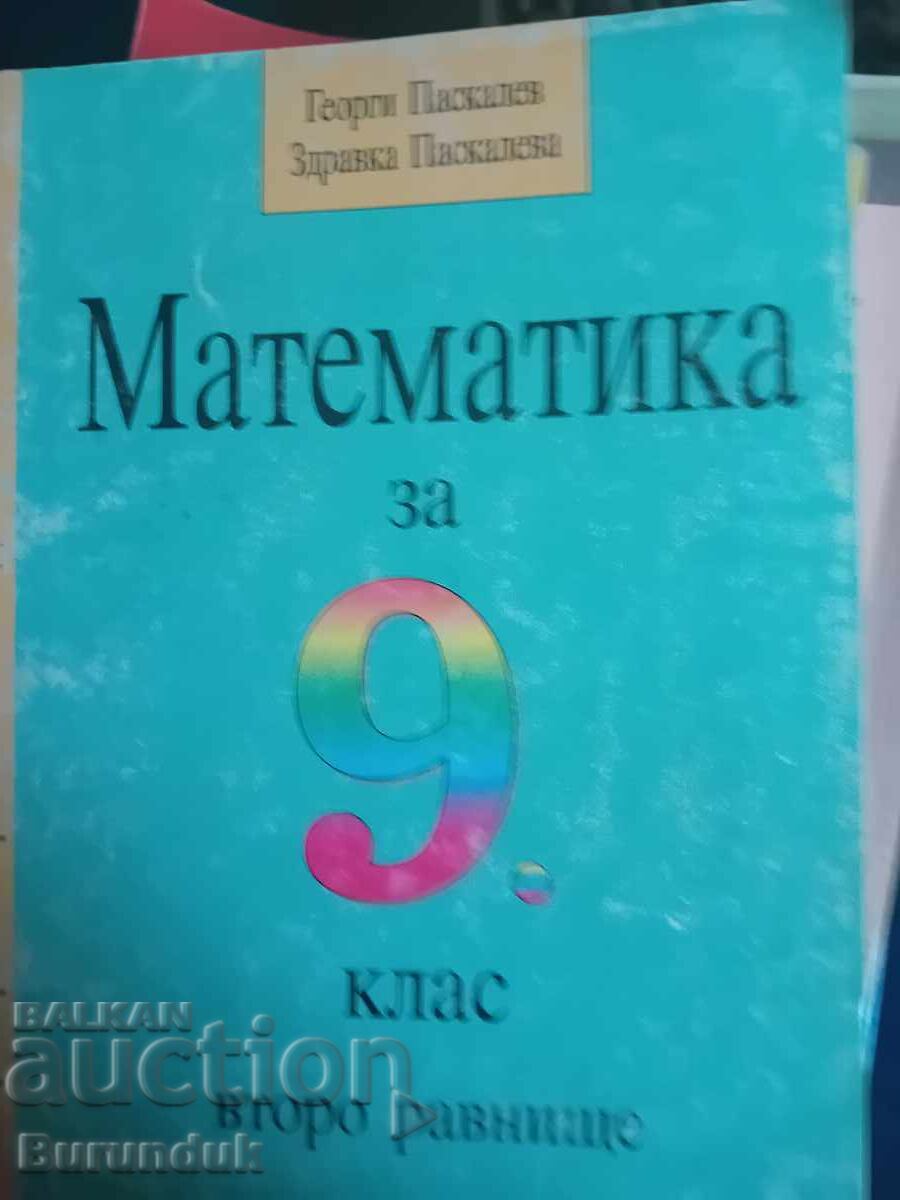 Георги Паскалев
Здравка Паскалева
Математика
за
9.
клас
второ равнище
BALKAN
auction
Burunduk